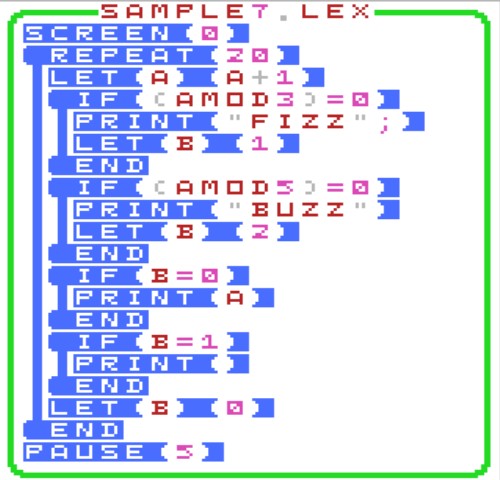 SAMPLE7.LEX
SCREEN(0)
REPEAT(20)
LET(A)(A+1)
IF((AMOD3)=0)
PRINT("FIZZ";)
LET(B)(1)
END
IF((AMOD5)=0)
PRINT("BUZZ")
LET(B)(2)
END
IF(B=0)
PRINT(A)
END
IF(B=1)
PRINT()
END
LET(B)(0)
END
PAUSE(5)